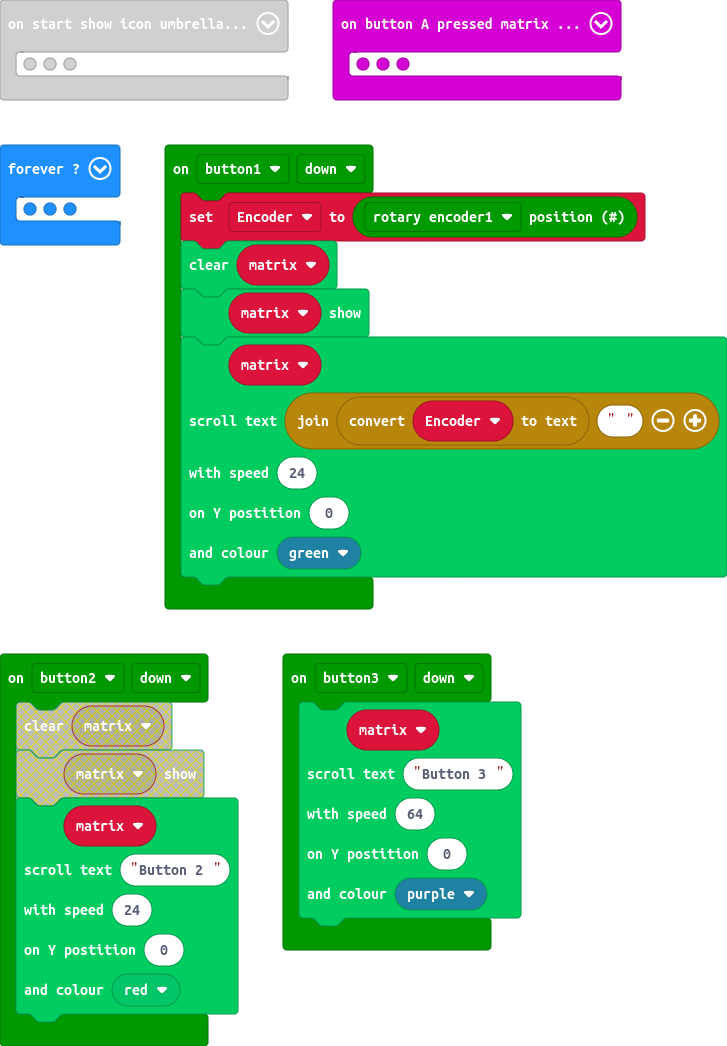 on start show icon umbrella...
on button A pressed matrix ...
forever ?
on button1 down
set Encoder to rotary encoder1 position (#)
clear matrix
matrix show
matrix
scroll text join convert Encoder to text " "
with speed 24
on Y postition 0
and colour green
on button2 down
clear matrix
matrix show
matrix
scroll text "Button 2 "
with speed 24
on Y postition 0
and colour red
on button3 down
matrix
scroll text "Button 3 "
with speed 64
on Y postition 0
and colour purple